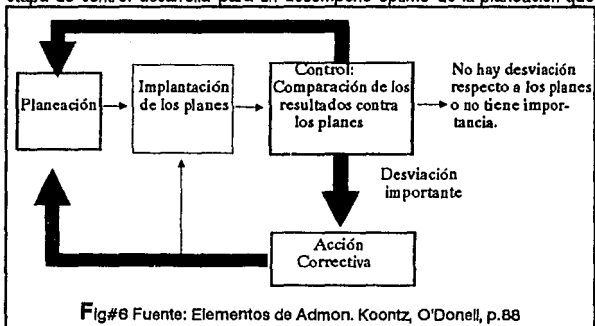 etapa de control desarrolla para un desempeño óptimo de la planeación que
Planeación
Implantación
de los planes
Control:
Comparación de los
resultados contra
los planes
No hay desviación
respecto a los planes
o no tiene impor-
tancia.
Desviación
importante
Acción
Correctiva
Fig#6 Fuente: Elementos de Admon. Koontz, O'Donell, p.88